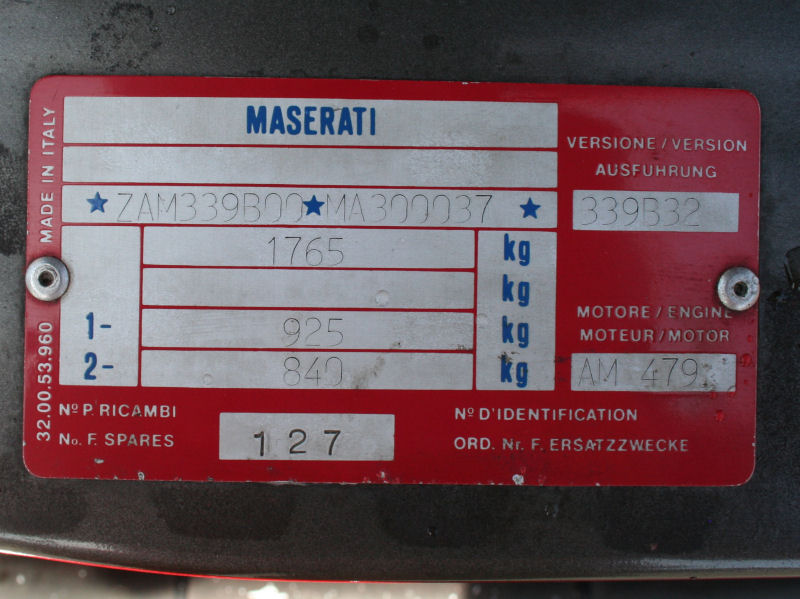 MASERATI
★ ZAM339B00★MA300037 ★
MADE IN ITALY
32.00.53.960
1765 kg
kg
1- 925 kg
2- 840 kg
VERSIONE / VERSION
AUSFUHRUNG
339B32
MOTORE / ENGINE
MOTEUR / MOTOR
AM 479
Nº P. RICAMBI
No. F. SPARES
127
Nº D'IDENTIFICATION
ORD. Nr. F. ERSATZZWECKE